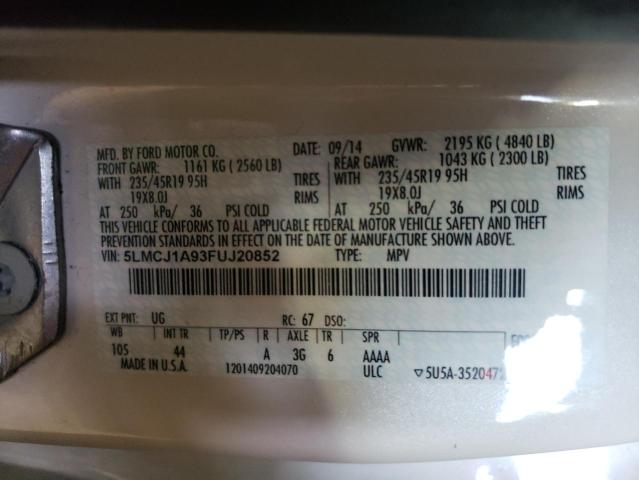 MFD. BY FORD MOTOR CO. DATE: 09/14 GVWR: 2195 KG ( 4840 LB)
FRONT GAWR: 1161 KG ( 2560 LB) REAR GAWR: 1043 KG ( 2300 LB)
WITH 235/45R19 95H TIRES WITH 235/45R19 95H TIRES
19X8.0J RIMS 19X8.0J RIMS
AT 250 kPa/ 36 PSI COLD AT 250 kPa/ 36 PSI COLD
THIS VEHICLE CONFORMS TO ALL APPLICABLE FEDERAL MOTOR VEHICLE SAFETY AND THEFT
PREVENTION STANDARDS IN EFFECT ON THE DATE OF MANUFACTURE SHOWN ABOVE.
VIN: 5LMCJ1A93FUJ20852 TYPE: MPV
EXT PNT: UG RC: 67 DSO:
WB INT TR TP/PS R AXLE TR SPR
105 44 A 3G 6 AAAA
MADE IN U.S.A. 1201409204070 ULC ▽5U5A-352047